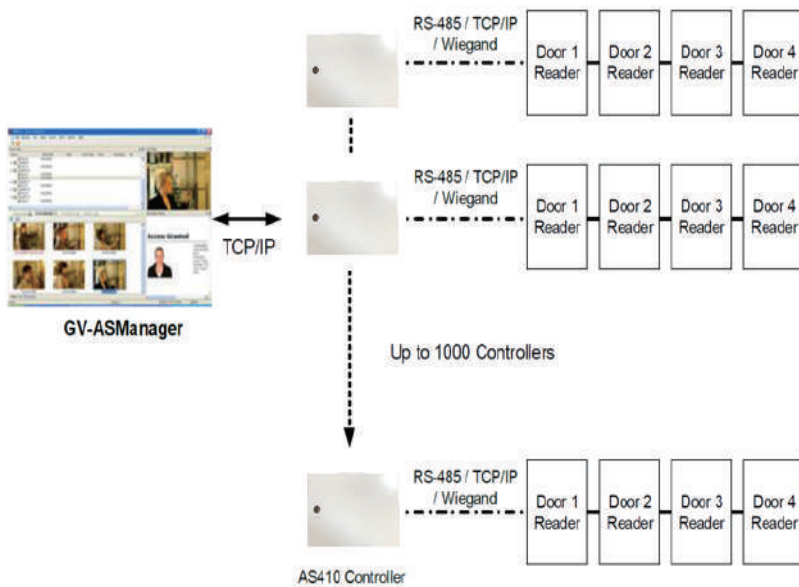 RS-485 / TCP/IP
/ Wiegand
Door 1
Reader
Door 2
Reader
Door 3
Reader
Door 4
Reader
RS-485 / TCP/IP
/ Wiegand
Door 1
Reader
Door 2
Reader
Door 3
Reader
Door 4
Reader
Access Granted
TCP/IP
GV-ASManager
Up to 1000 Controllers
RS-485 / TCP/IP
/ Wiegand
Door 1
Reader
Door 2
Reader
Door 3
Reader
Door 4
Reader
AS410 Controller